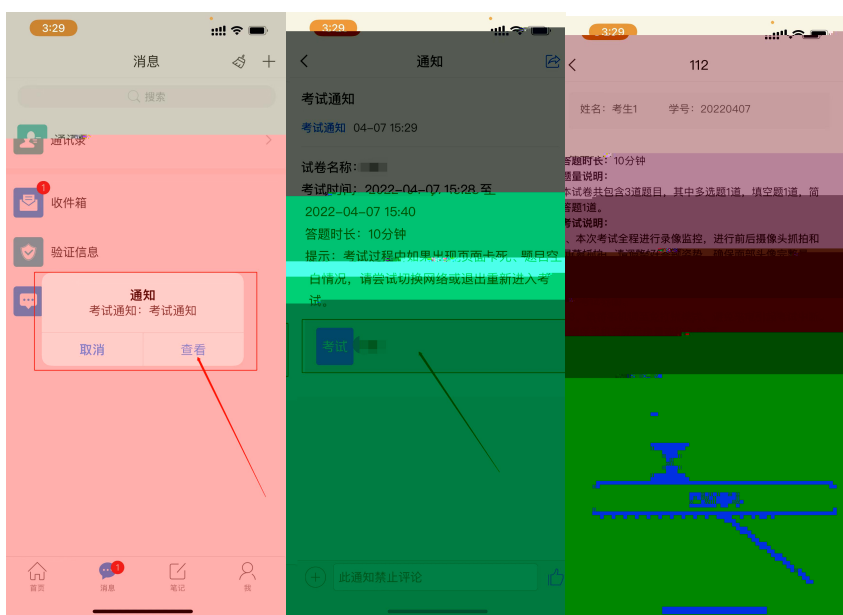 3:29
消息
搜索
通讯录
1
收件箱
验证信息
通知
考试通知：考试通知
取消
查看
首页
消息
1
笔记
我
3:29
通知
考试通知
考试通知 04-07 15:29
试卷名称：
考试时间：2022-04-07 15:28 至
2022-04-07 15:40
答题时长：10分钟
提示：考试过程中如果出现页面卡死、题目空
白情况，请尝试切换网络或退出重新进入考
试。
考试
此通知禁止评论
3:29
112
姓名：考生1 学号：20220407
答题时长：10分钟
题量说明：
本试卷共包含3道题目，其中多选题1道，填空题1道，简
答题1道。
考试说明：
、本次考试全程进行录像监控，进行前后摄像头抓拍和